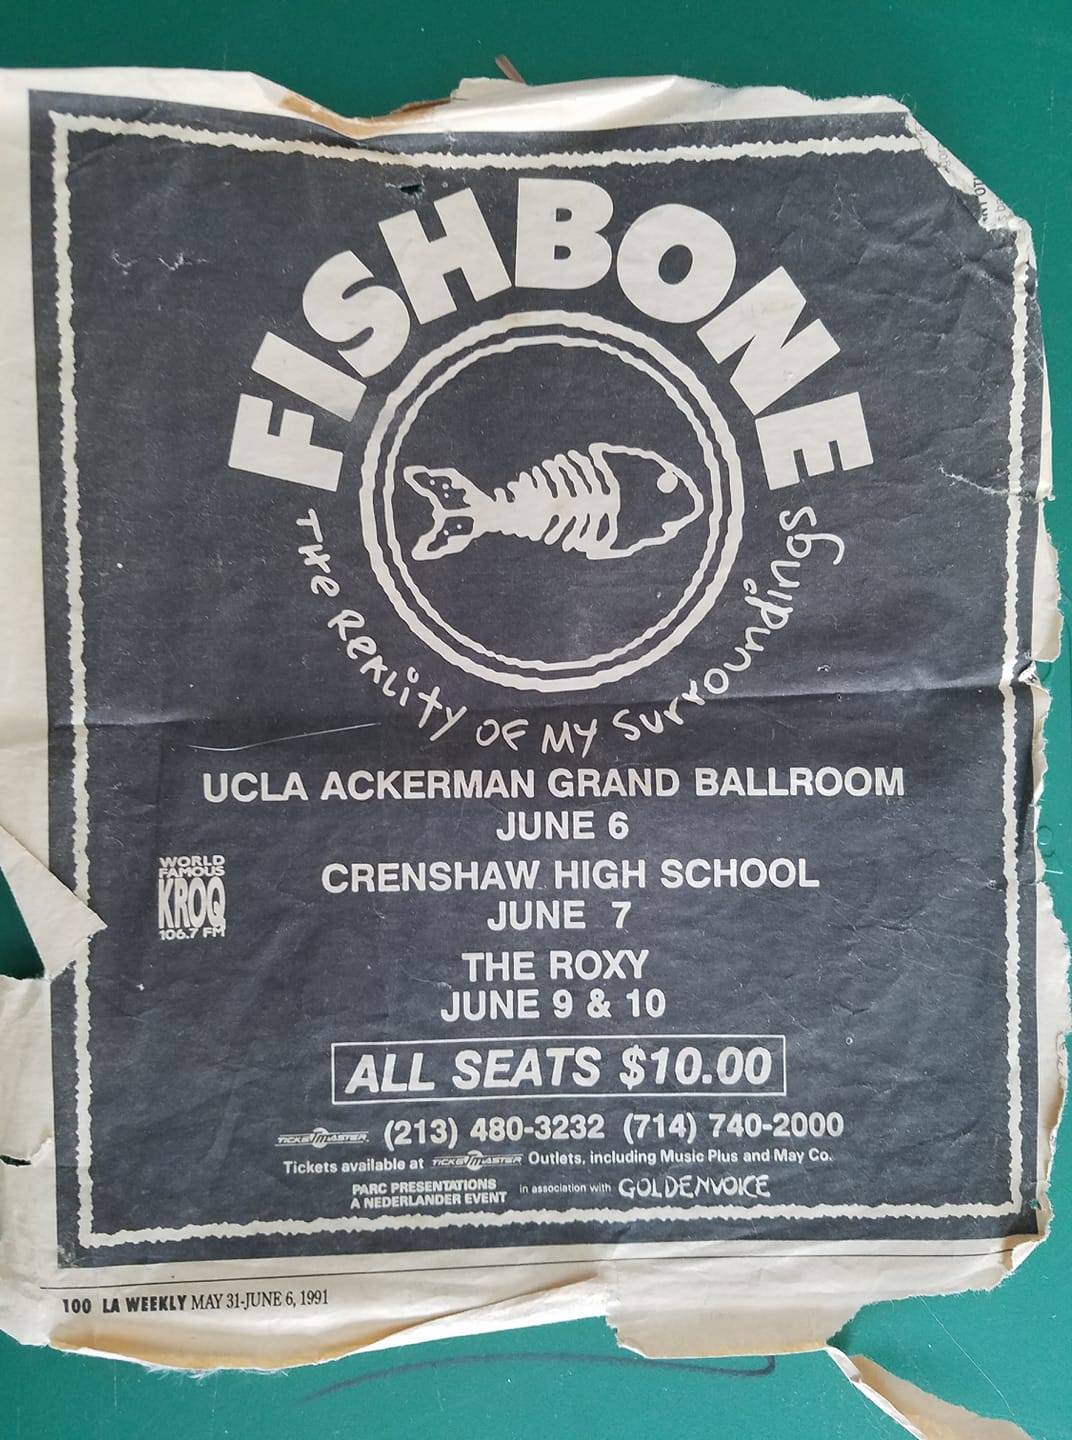 FISHBONE
THE REALITY OF MY SURROUNDINGS
UCLA ACKERMAN GRAND BALLROOM
JUNE 6
CRENSHAW HIGH SCHOOL
JUNE 7
WORLD
FAMOUS
KROQ
106.7 FM
THE ROXY
JUNE 9 & 10
ALL SEATS $10.00
TICKETMASTER (213) 480-3232 (714) 740-2000
Tickets available at TICKETMASTER Outlets, including Music Plus and May Co.
PARC PRESENTATIONS
A NEDERLANDER EVENT in association with GOLDENVOICE
100 LA WEEKLY MAY 31-JUNE 6, 1991